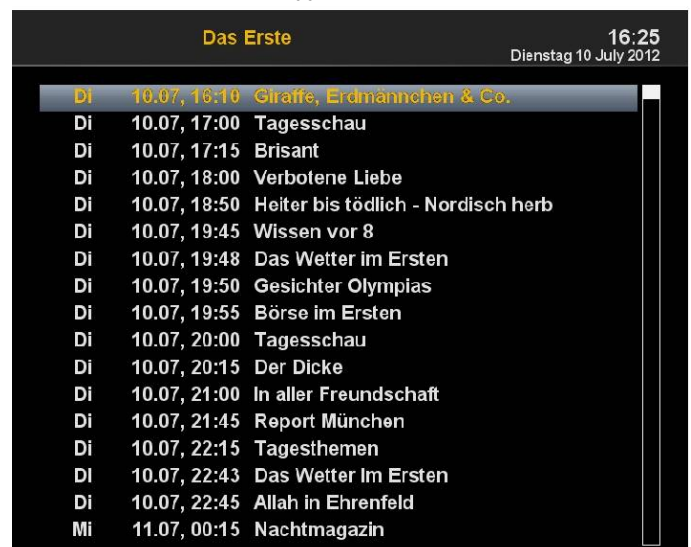 Das Erste
16:25
Dienstag 10 July 2012
Di 10.07, 16:10 Giraffe, Erdmännchen & Co.
Di 10.07, 17:00 Tagesschau
Di 10.07, 17:15 Brisant
Di 10.07, 18:00 Verbotene Liebe
Di 10.07, 18:50 Heiter bis tödlich - Nordisch herb
Di 10.07, 19:45 Wissen vor 8
Di 10.07, 19:48 Das Wetter im Ersten
Di 10.07, 19:50 Gesichter Olympias
Di 10.07, 19:55 Börse im Ersten
Di 10.07, 20:00 Tagesschau
Di 10.07, 20:15 Der Dicke
Di 10.07, 21:00 In aller Freundschaft
Di 10.07, 21:45 Report München
Di 10.07, 22:15 Tagesthemen
Di 10.07, 22:43 Das Wetter im Ersten
Di 10.07, 22:45 Allah in Ehrenfeld
Mi 11.07, 00:15 Nachtmagazin